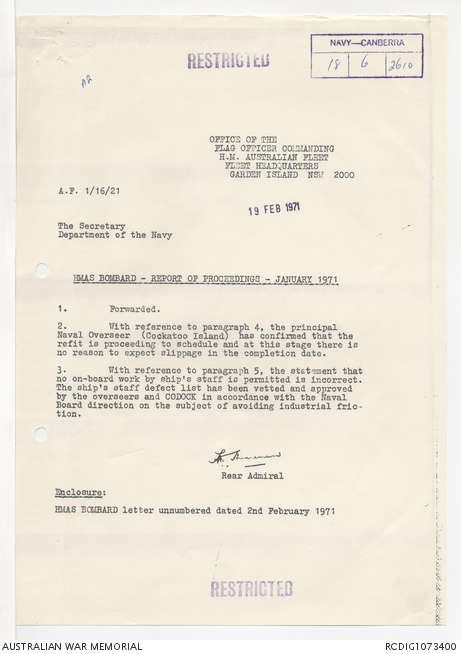 RESTRICTED
NAVY—CANBERRA
18 6 2610
OFFICE OF THE
FLAG OFFICER COMMANDING
H.M. AUSTRALIAN FLEET
FLEET HEADQUARTERS
GARDEN ISLAND NSW 2000
A.F. 1/16/21
19 FEB 1971
The Secretary
Department of the Navy
HMAS BOMBARD - REPORT OF PROCEEDINGS - JANUARY 1971
1. Forwarded.
2. With reference to paragraph 4, the principal
Naval Overseer (Cockatoo Island) has confirmed that the
refit is proceeding to schedule and at this stage there is
no reason to expect slippage in the completion date.
3. With reference to paragraph 5, the statement that
no on-board work by ship's staff is permitted is incorrect.
The ship's staff defect list has been vetted and approved
by the overseers and CODOCK in accordance with the Naval
Board direction on the subject of avoiding industrial fric-
tion.
Rear Admiral
Enclosure:
HMAS BOMBARD letter unnumbered dated 2nd February 1971
RESTRICTED
AUSTRALIAN WAR MEMORIAL
RCDIG1073400